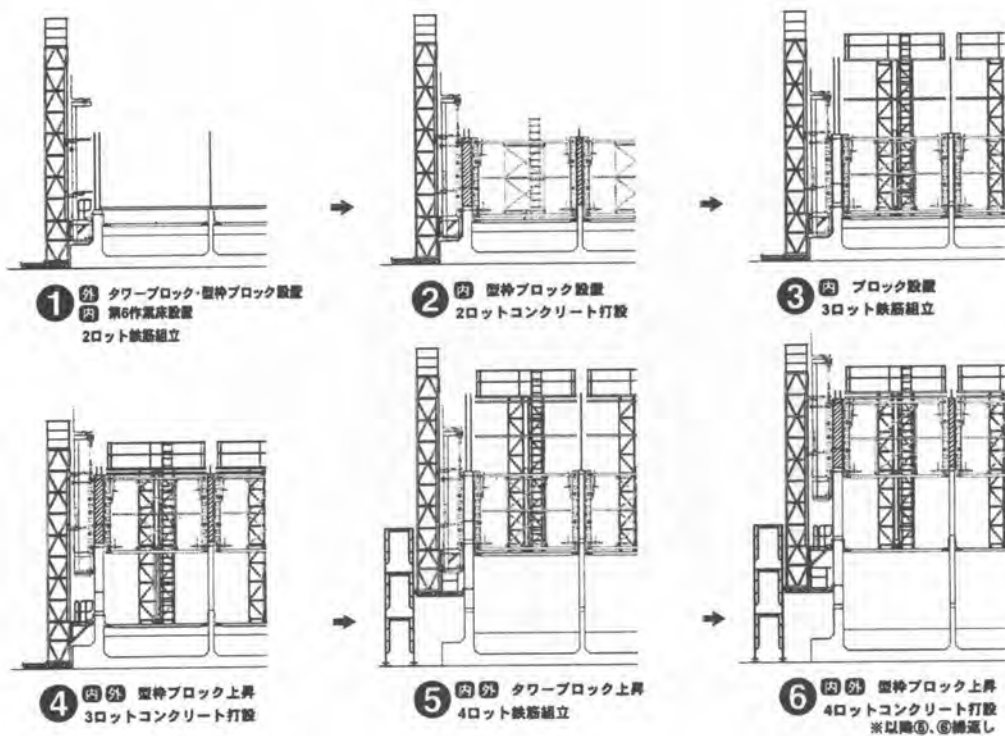 ➡
➡
❶ 外 タワーブロック・型枠ブロック設置
内 第6作業床設置
2ロット鉄筋組立
❷ 内 型枠ブロック設置
2ロットコンクリート打設
❸ 内 ブロック設置
3ロット鉄筋組立
➡
➡
❹ 内 外 型枠ブロック上昇
3ロットコンクリート打設
❺ 内 外 タワーブロック上昇
4ロット鉄筋組立
❻ 内 外 型枠ブロック上昇
4ロットコンクリート打設
※以降⑤、⑥繰返し